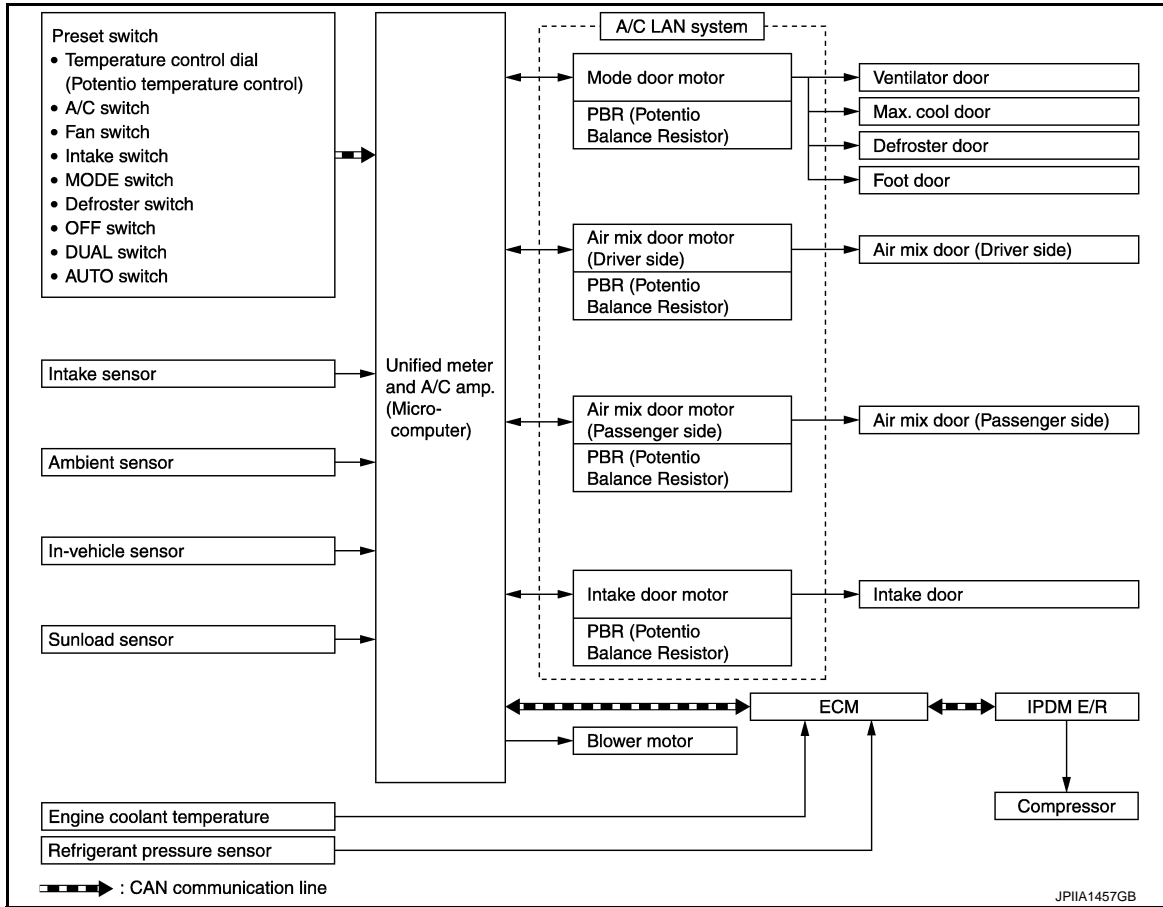 Preset switch
• Temperature control dial
(Potentio temperature control)
• A/C switch
• Fan switch
• Intake switch
• MODE switch
• Defroster switch
• OFF switch
• DUAL switch
• AUTO switch
Intake sensor
Ambient sensor
In-vehicle sensor
Sunload sensor
Unified meter
and A/C amp.
(Micro-
computer)
A/C LAN system
Mode door motor
PBR (Potentio
Balance Resistor)
Ventilator door
Max. cool door
Defroster door
Foot door
Air mix door motor
(Driver side)
PBR (Potentio
Balance Resistor)
Air mix door (Driver side)
Air mix door motor
(Passenger side)
PBR (Potentio
Balance Resistor)
Air mix door (Passenger side)
Intake door motor
PBR (Potentio
Balance Resistor)
Intake door
ECM
IPDM E/R
Blower motor
Compressor
Engine coolant temperature
Refrigerant pressure sensor
: CAN communication line
JPIIA1457GB